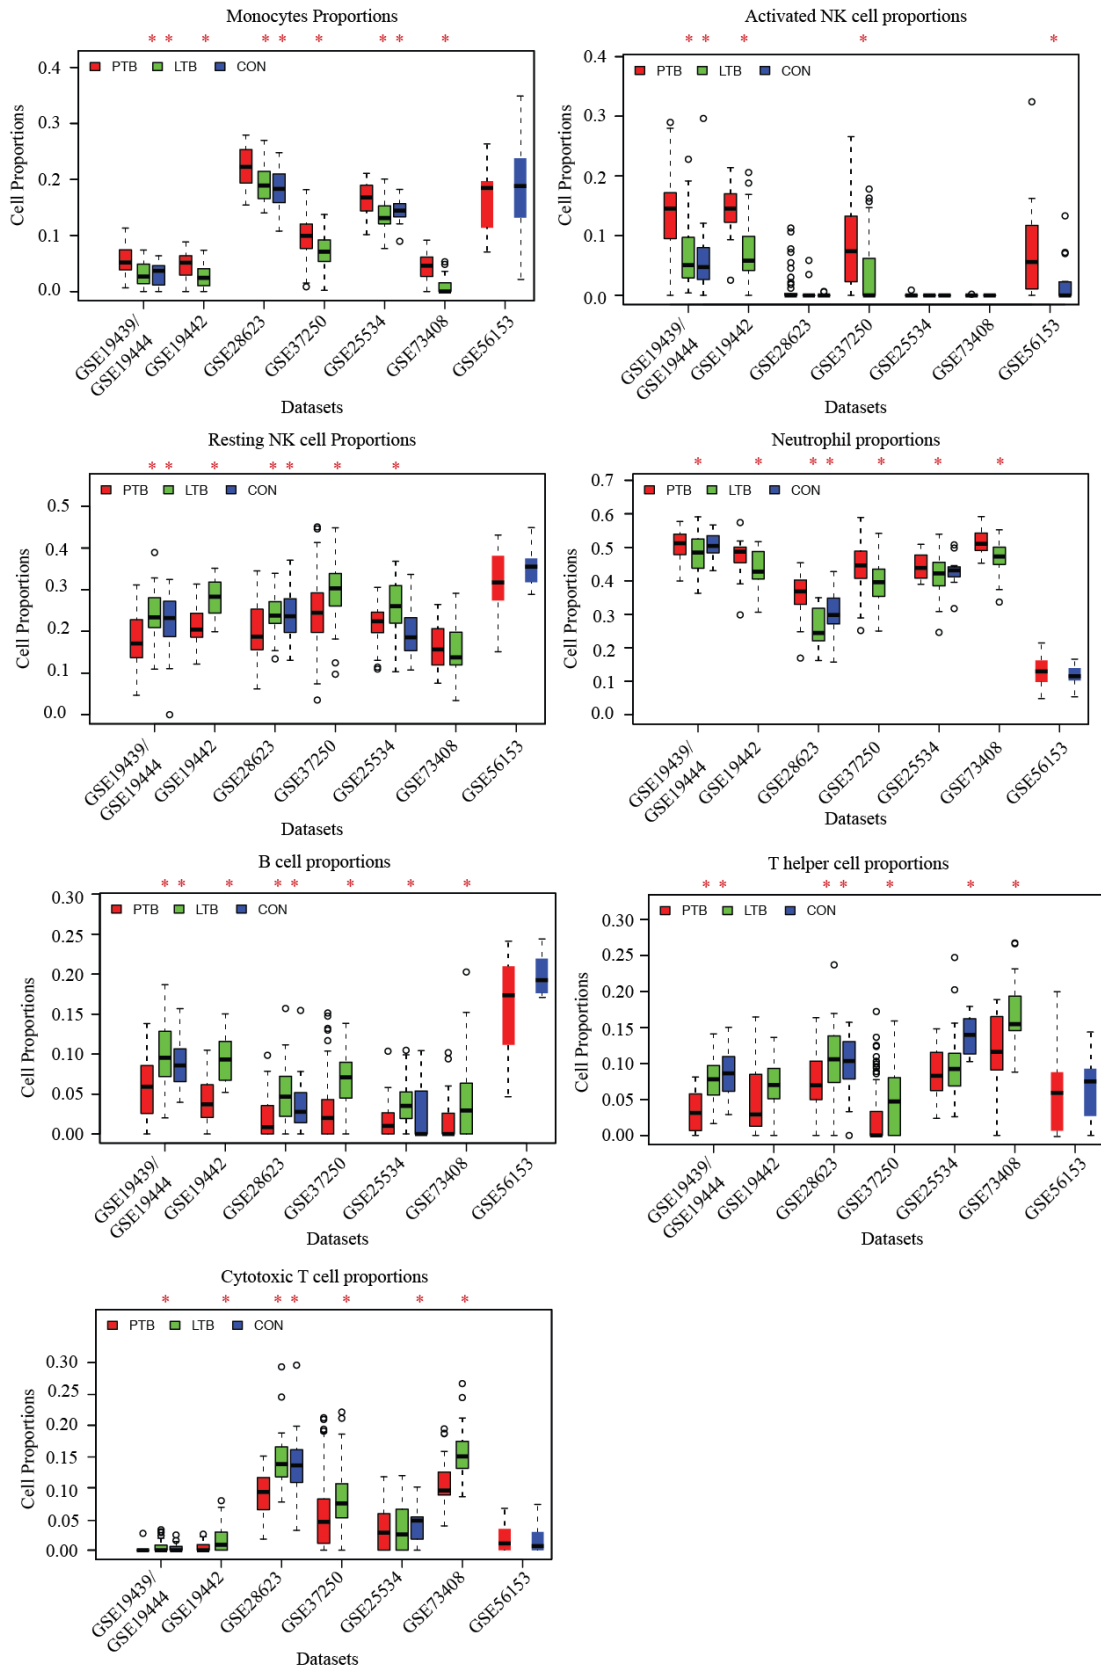 Monocytes Proportions
* * * * * * * * *
PTB LTB CON
0.4
0.3
0.2
0.1
0.0
Cell Proportions
GSE19439/
GSE19444
GSE19442
GSE28623
GSE37250
GSE25534
GSE73408
GSE56153
Datasets
Activated NK cell proportions
* * * * *
PTB LTB CON
0.4
0.3
0.2
0.1
0.0
Cell Proportions
GSE19439/
GSE19444
GSE19442
GSE28623
GSE37250
GSE25534
GSE73408
GSE56153
Datasets
Resting NK cell Proportions
* * * * * * *
PTB LTB CON
0.5
0.4
0.3
0.2
0.1
0.0
Cell Proportions
GSE19439/
GSE19444
GSE19442
GSE28623
GSE37250
GSE25534
GSE73408
GSE56153
Datasets
Neutrophil proportions
* * * * * * *
PTB LTB CON
0.7
0.6
0.5
0.4
0.3
0.2
0.1
0.0
Cell Proportions
GSE19439/
GSE19444
GSE19442
GSE28623
GSE37250
GSE25534
GSE73408
GSE56153
Datasets
B cell proportions
* * * * * * * *
PTB LTB CON
0.30
0.25
0.20
0.15
0.10
0.05
0.00
Cell Proportions
GSE19439/
GSE19444
GSE19442
GSE28623
GSE37250
GSE25534
GSE73408
GSE56153
Datasets
T helper cell proportions
* * * * * * *
PTB LTB CON
0.30
0.25
0.20
0.15
0.10
0.05
0.00
Cell Proportions
GSE19439/
GSE19444
GSE19442
GSE28623
GSE37250
GSE25534
GSE73408
GSE56153
Datasets
Cytotoxic T cell proportions
* * * * * * *
PTB LTB CON
0.30
0.25
0.20
0.15
0.10
0.05
0.00
Cell Proportions
GSE19439/
GSE19444
GSE19442
GSE28623
GSE37250
GSE25534
GSE73408
GSE56153
Datasets